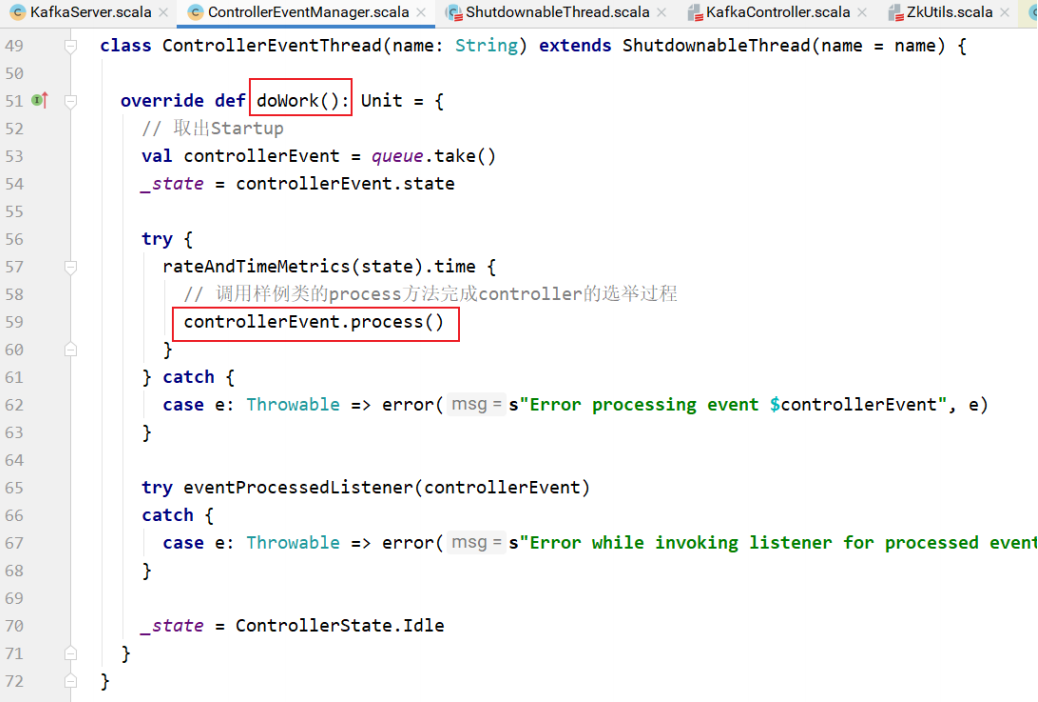 KafkaServer.scala × ControllerEventManager.scala × ShutdownableThread.scala × KafkaController.scala × ZkUtils.scala ×
49 class ControllerEventThread(name: String) extends ShutdownableThread(name = name) {
50
51 override def doWork(): Unit = {
52 // 取出Startup
53 val controllerEvent = queue.take()
54 _state = controllerEvent.state
55
56 try {
57 rateAndTimeMetrics(state).time {
58 // 调用样例类的process方法完成controller的选举过程
59 controllerEvent.process()
60 }
61 } catch {
62 case e: Throwable => error( msg = s"Error processing event $controllerEvent", e)
63 }
64
65 try eventProcessedListener(controllerEvent)
66 catch {
67 case e: Throwable => error( msg = s"Error while invoking listener for processed event
68 }
69
70 _state = ControllerState.Idle
71 }
72 }